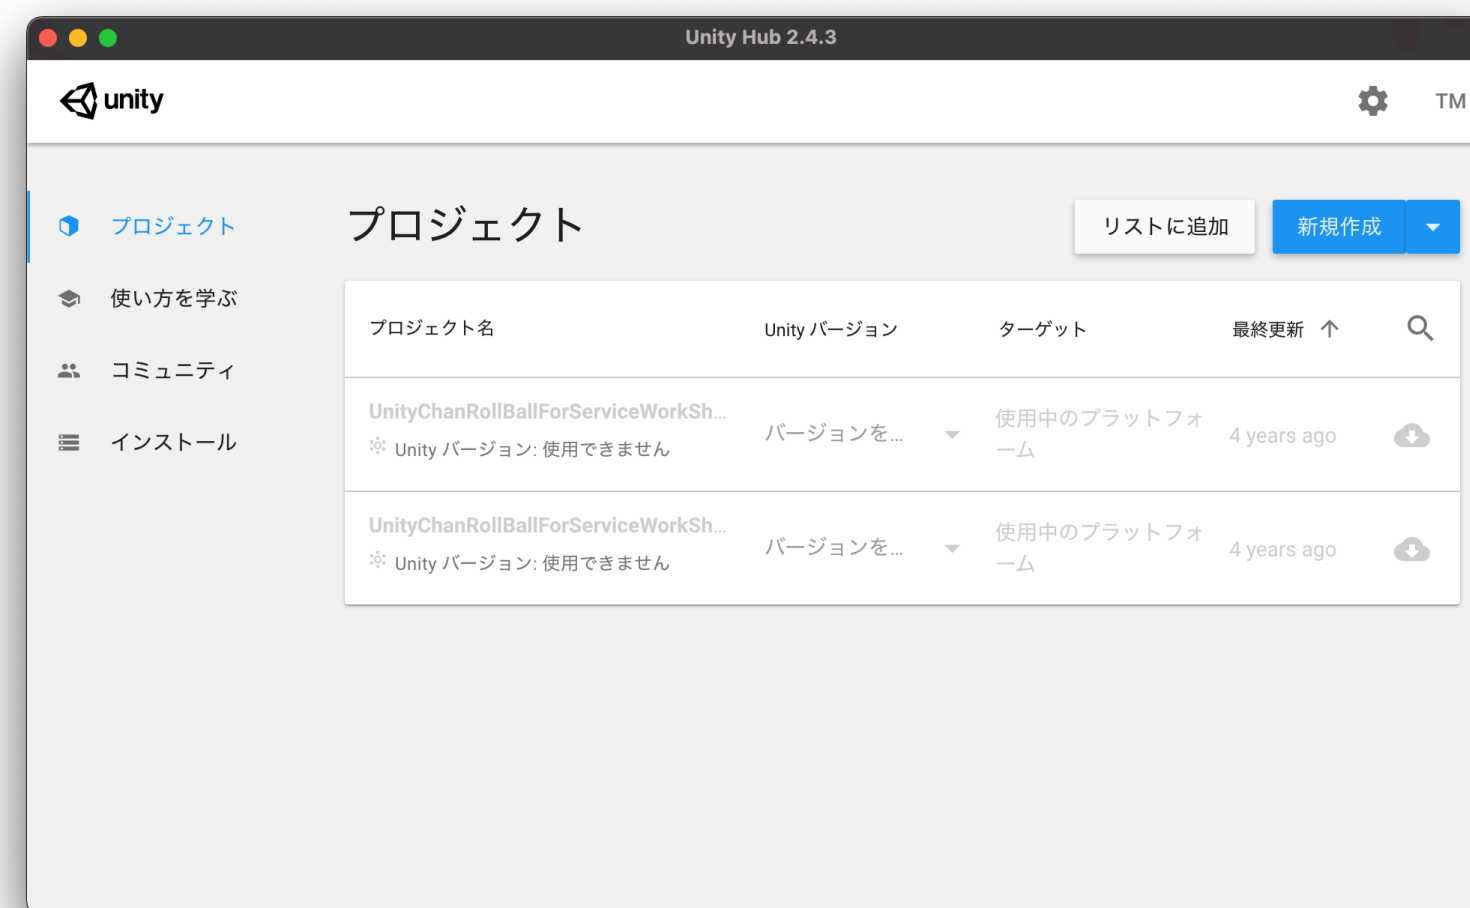 Unity Hub 2.4.3
unity
TM
プロジェクト
使い方を学ぶ
コミュニティ
インストール
プロジェクト
リストに追加
新規作成
プロジェクト名
Unity バージョン
ターゲット
最終更新
UnityChanRollBallForServiceWorkSh...
Unity バージョン: 使用できません
バージョンを...
使用中のプラットフォ
ーム
4 years ago
UnityChanRollBallForServiceWorkSh...
Unity バージョン: 使用できません
バージョンを...
使用中のプラットフォ
ーム
4 years ago